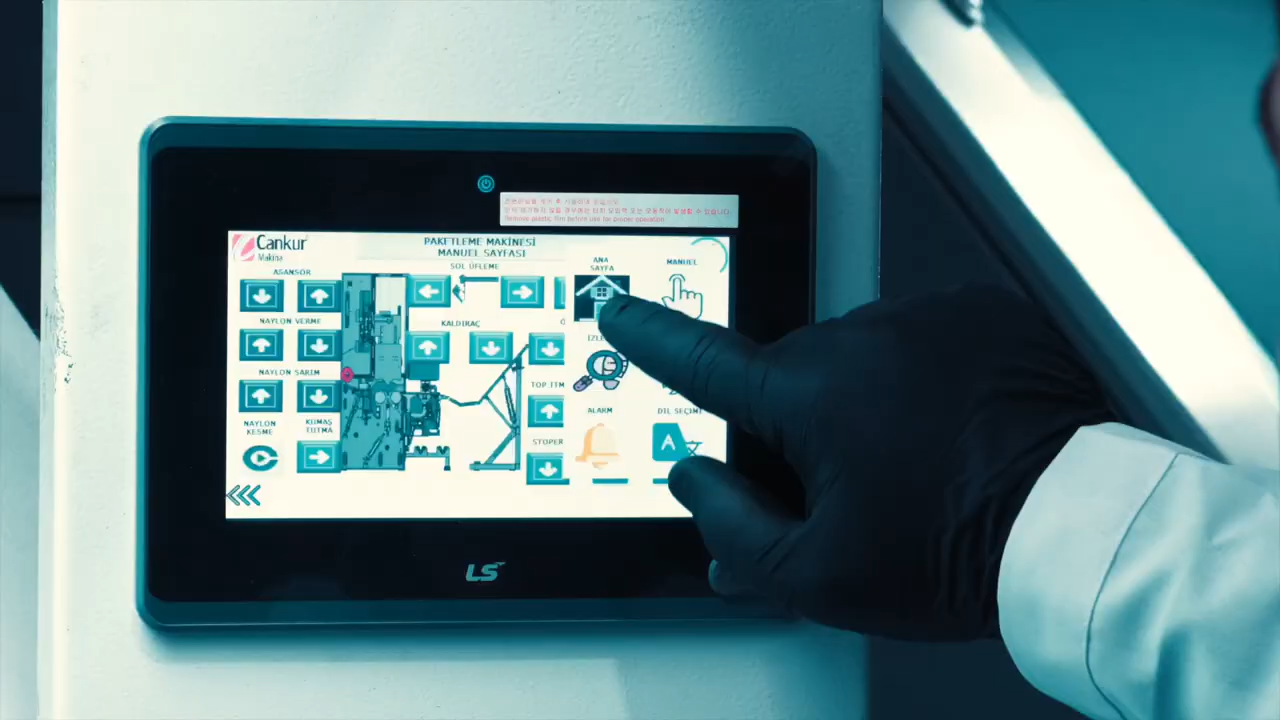 Remove plastic film before use for proper operation.
Cankur
Makina
PAKETLEME MAKİNESİ
MANUEL SAYFASI
ASANSÖR
SOL ÜFLEME
ANA
SAYFA
MANUEL
NAYLON VERME
KALDIRAÇ
NAYLON SARIM
TOP İTM
NAYLON
KESME
KUMAŞ
TUTMA
STOPER
ALARM
DİL SEÇİMİ
A
LS